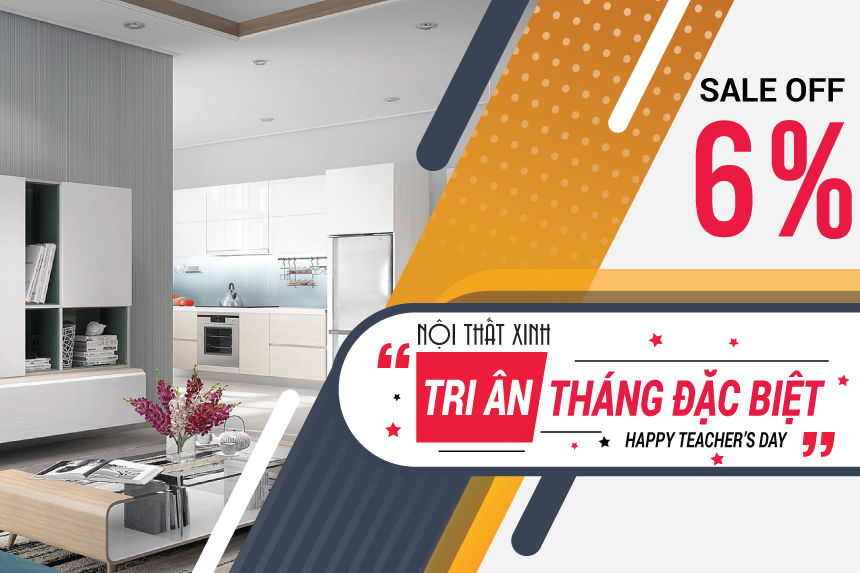 SALE OFF
6%
NỘI THẤT XINH
“ TRI ÂN THÁNG ĐẶC BIỆT
HAPPY TEACHER'S DAY ”